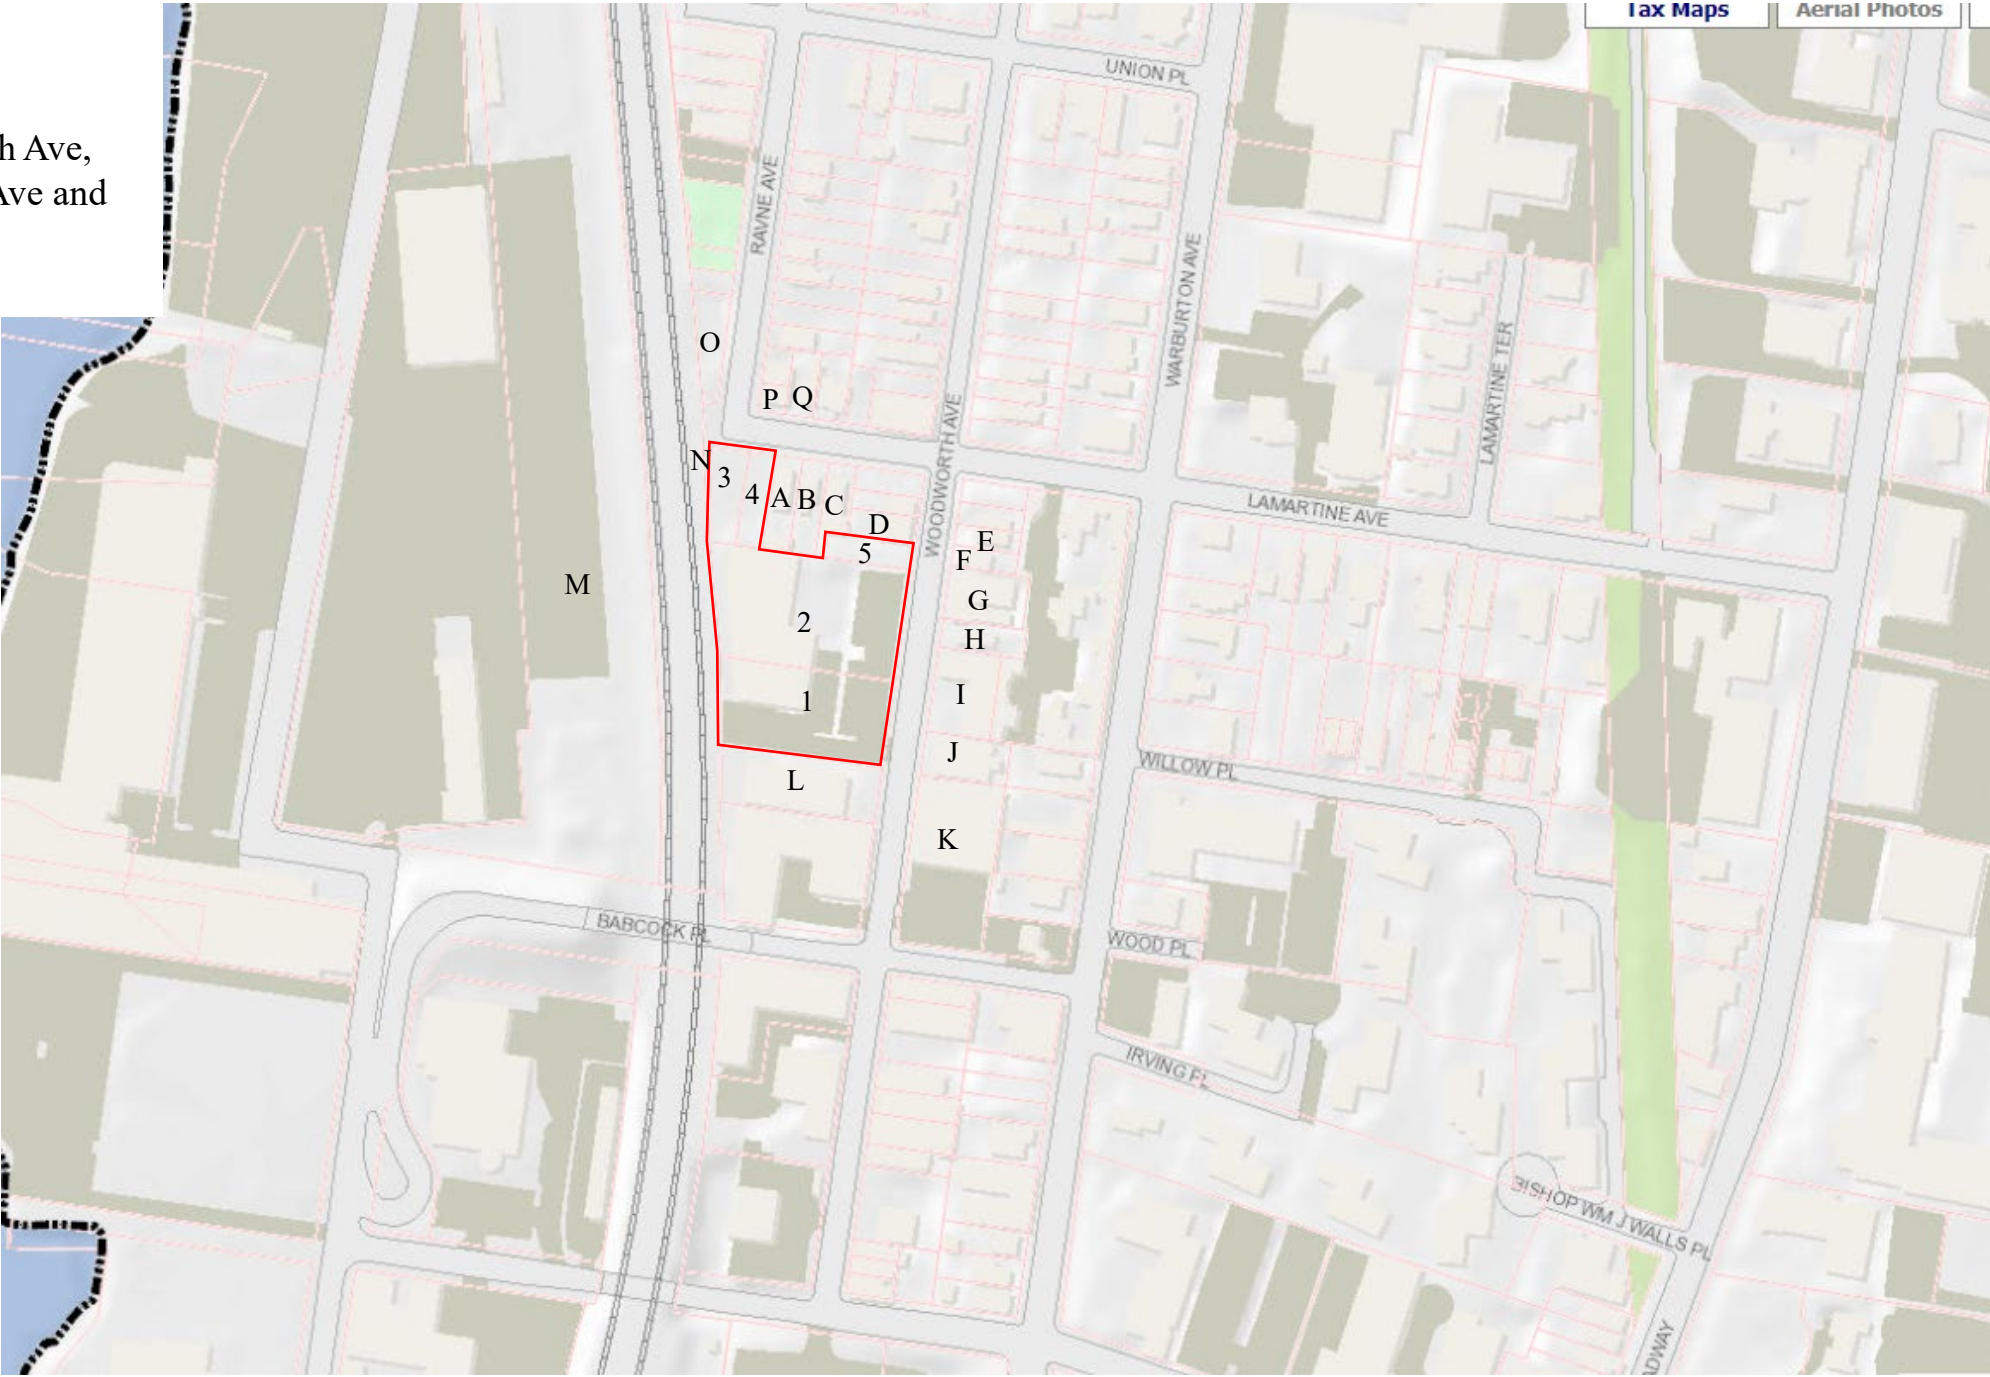 Tax Maps
Aerial Photos
h Ave,
Ave and
UNION PL
RAVNE AVE
WARBURTON AVE
LAMARTINE TER
WOODWORTH AVE
LAMARTINE AVE
O
P
Q
N
3
4
A
B
C
D
5
E
F
G
H
I
J
K
L
M
2
1
WILLOW PL
BABCOCK PL
WOOD PL
IRVING PL
BISHOP WM J WALLS PL
ADWAY